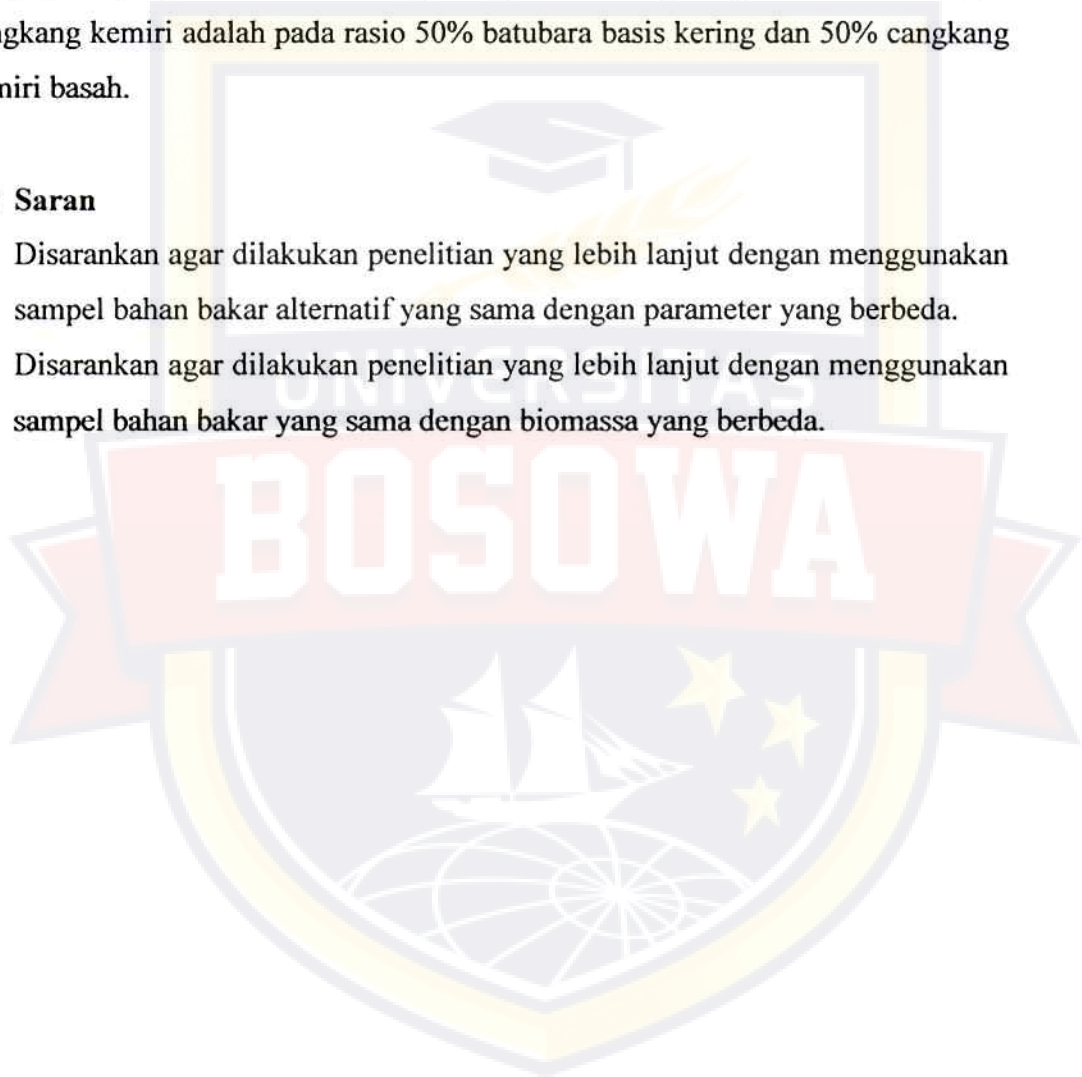 ngkang kemiri adalah pada rasio 50% batubara basis kering dan 50% cangkang
miri basah.
Saran
Disarankan agar dilakukan penelitian yang lebih lanjut dengan menggunakan
sampel bahan bakar alternatif yang sama dengan parameter yang berbeda.
Disarankan agar dilakukan penelitian yang lebih lanjut dengan menggunakan
sampel bahan bakar yang sama dengan biomassa yang berbeda.
UNIVERSITAS
BOSOWA